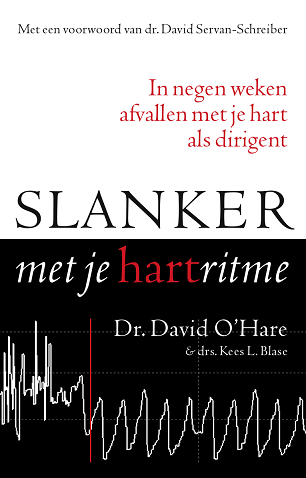 Met een voorwoord van dr. David Servan-Schreiber
In negen weken
afvallen met je hart
als dirigent
SLANKER
met je hartritme
Dr. David O'Hare
& drs. Kees L. Blase